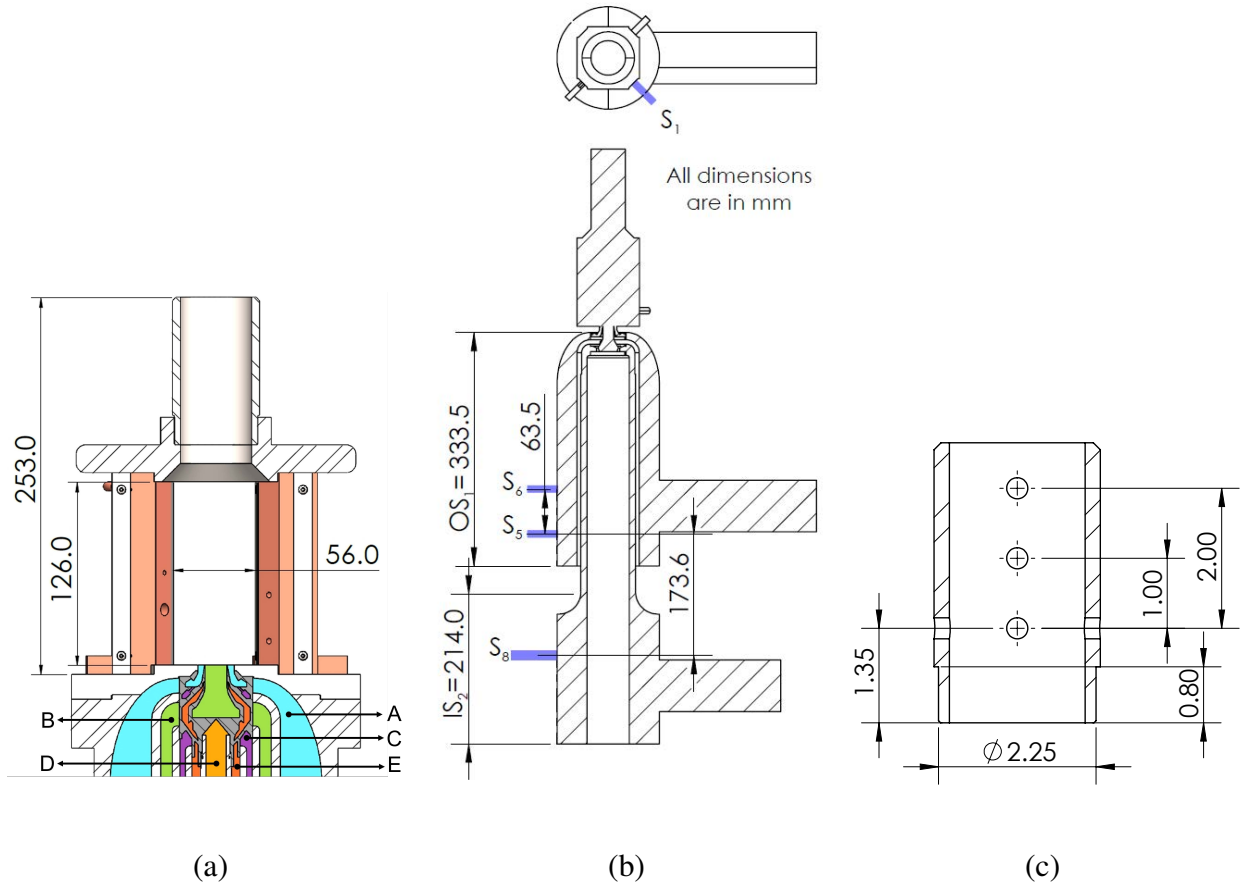 S₁
All dimensions
are in mm
253.0
126.0
56.0
B
A
C
D
E
OS₁= 333.5
63.5
S₆
S₅
173.6
IS₂= 214.0
S₈
2.00
1.00
1.35
0.80
∅ 2.25
(a)
(b)
(c)